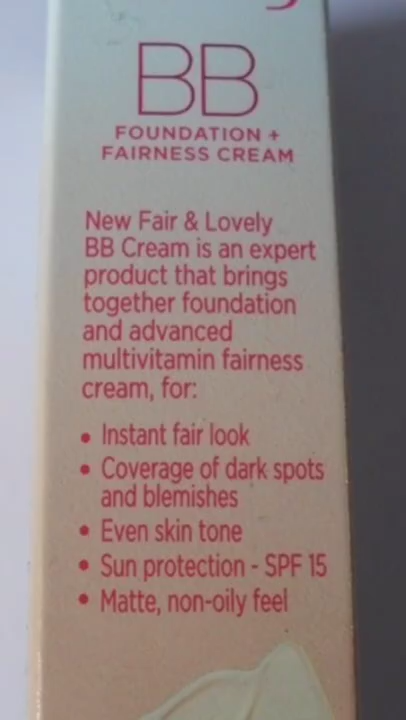 BB
FOUNDATION +
FAIRNESS CREAM
New Fair & Lovely
BB Cream is an expert
product that brings
together foundation
and advanced
multivitamin fairness
cream, for:
• Instant fair look
• Coverage of dark spots
and blemishes
• Even skin tone
• Sun protection - SPF 15
• Matte, non-oily feel